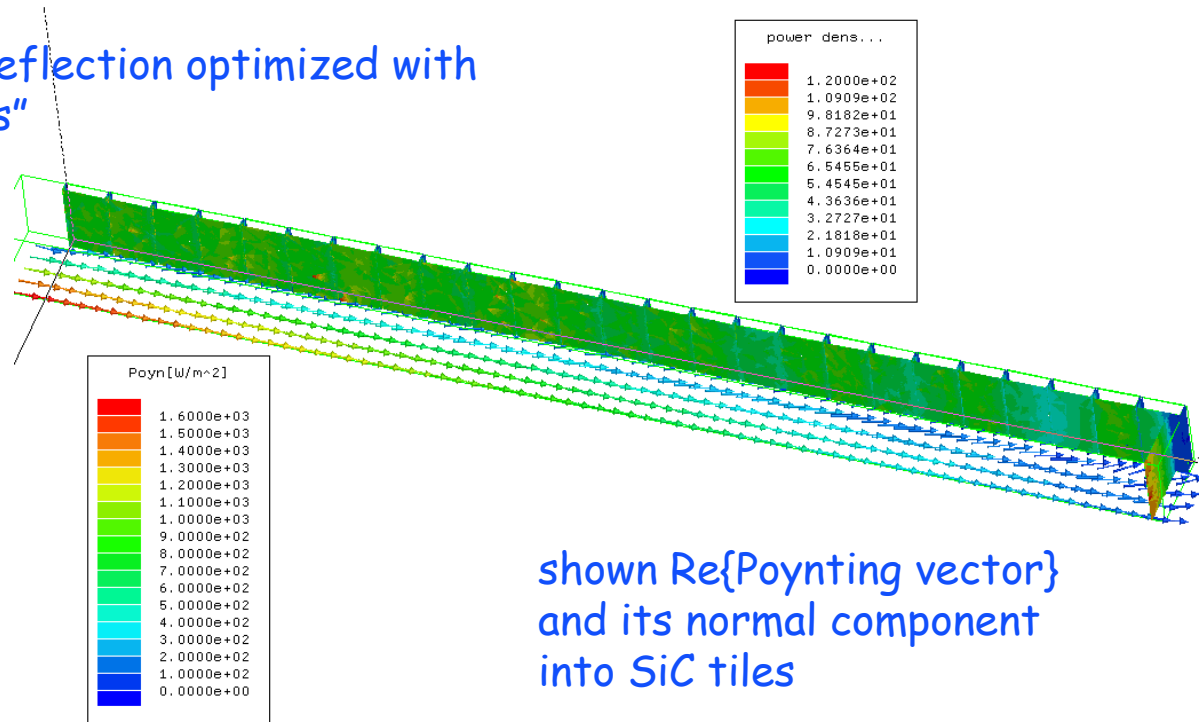 eflection optimized with
s"
power dens...
1.2000e+02
1.0909e+02
9.8182e+01
8.7273e+01
7.6364e+01
6.5455e+01
5.4545e+01
4.3636e+01
3.2727e+01
2.1818e+01
1.0909e+01
0.0000e+00
Poyn[W/m^2]
1.6000e+03
1.5000e+03
1.4000e+03
1.3000e+03
1.2000e+03
1.1000e+03
1.0000e+03
9.0000e+02
8.0000e+02
7.0000e+02
6.0000e+02
5.0000e+02
4.0000e+02
3.0000e+02
2.0000e+02
1.0000e+02
0.0000e+00
shown Re{Poynting vector}
and its normal component
into SiC tiles